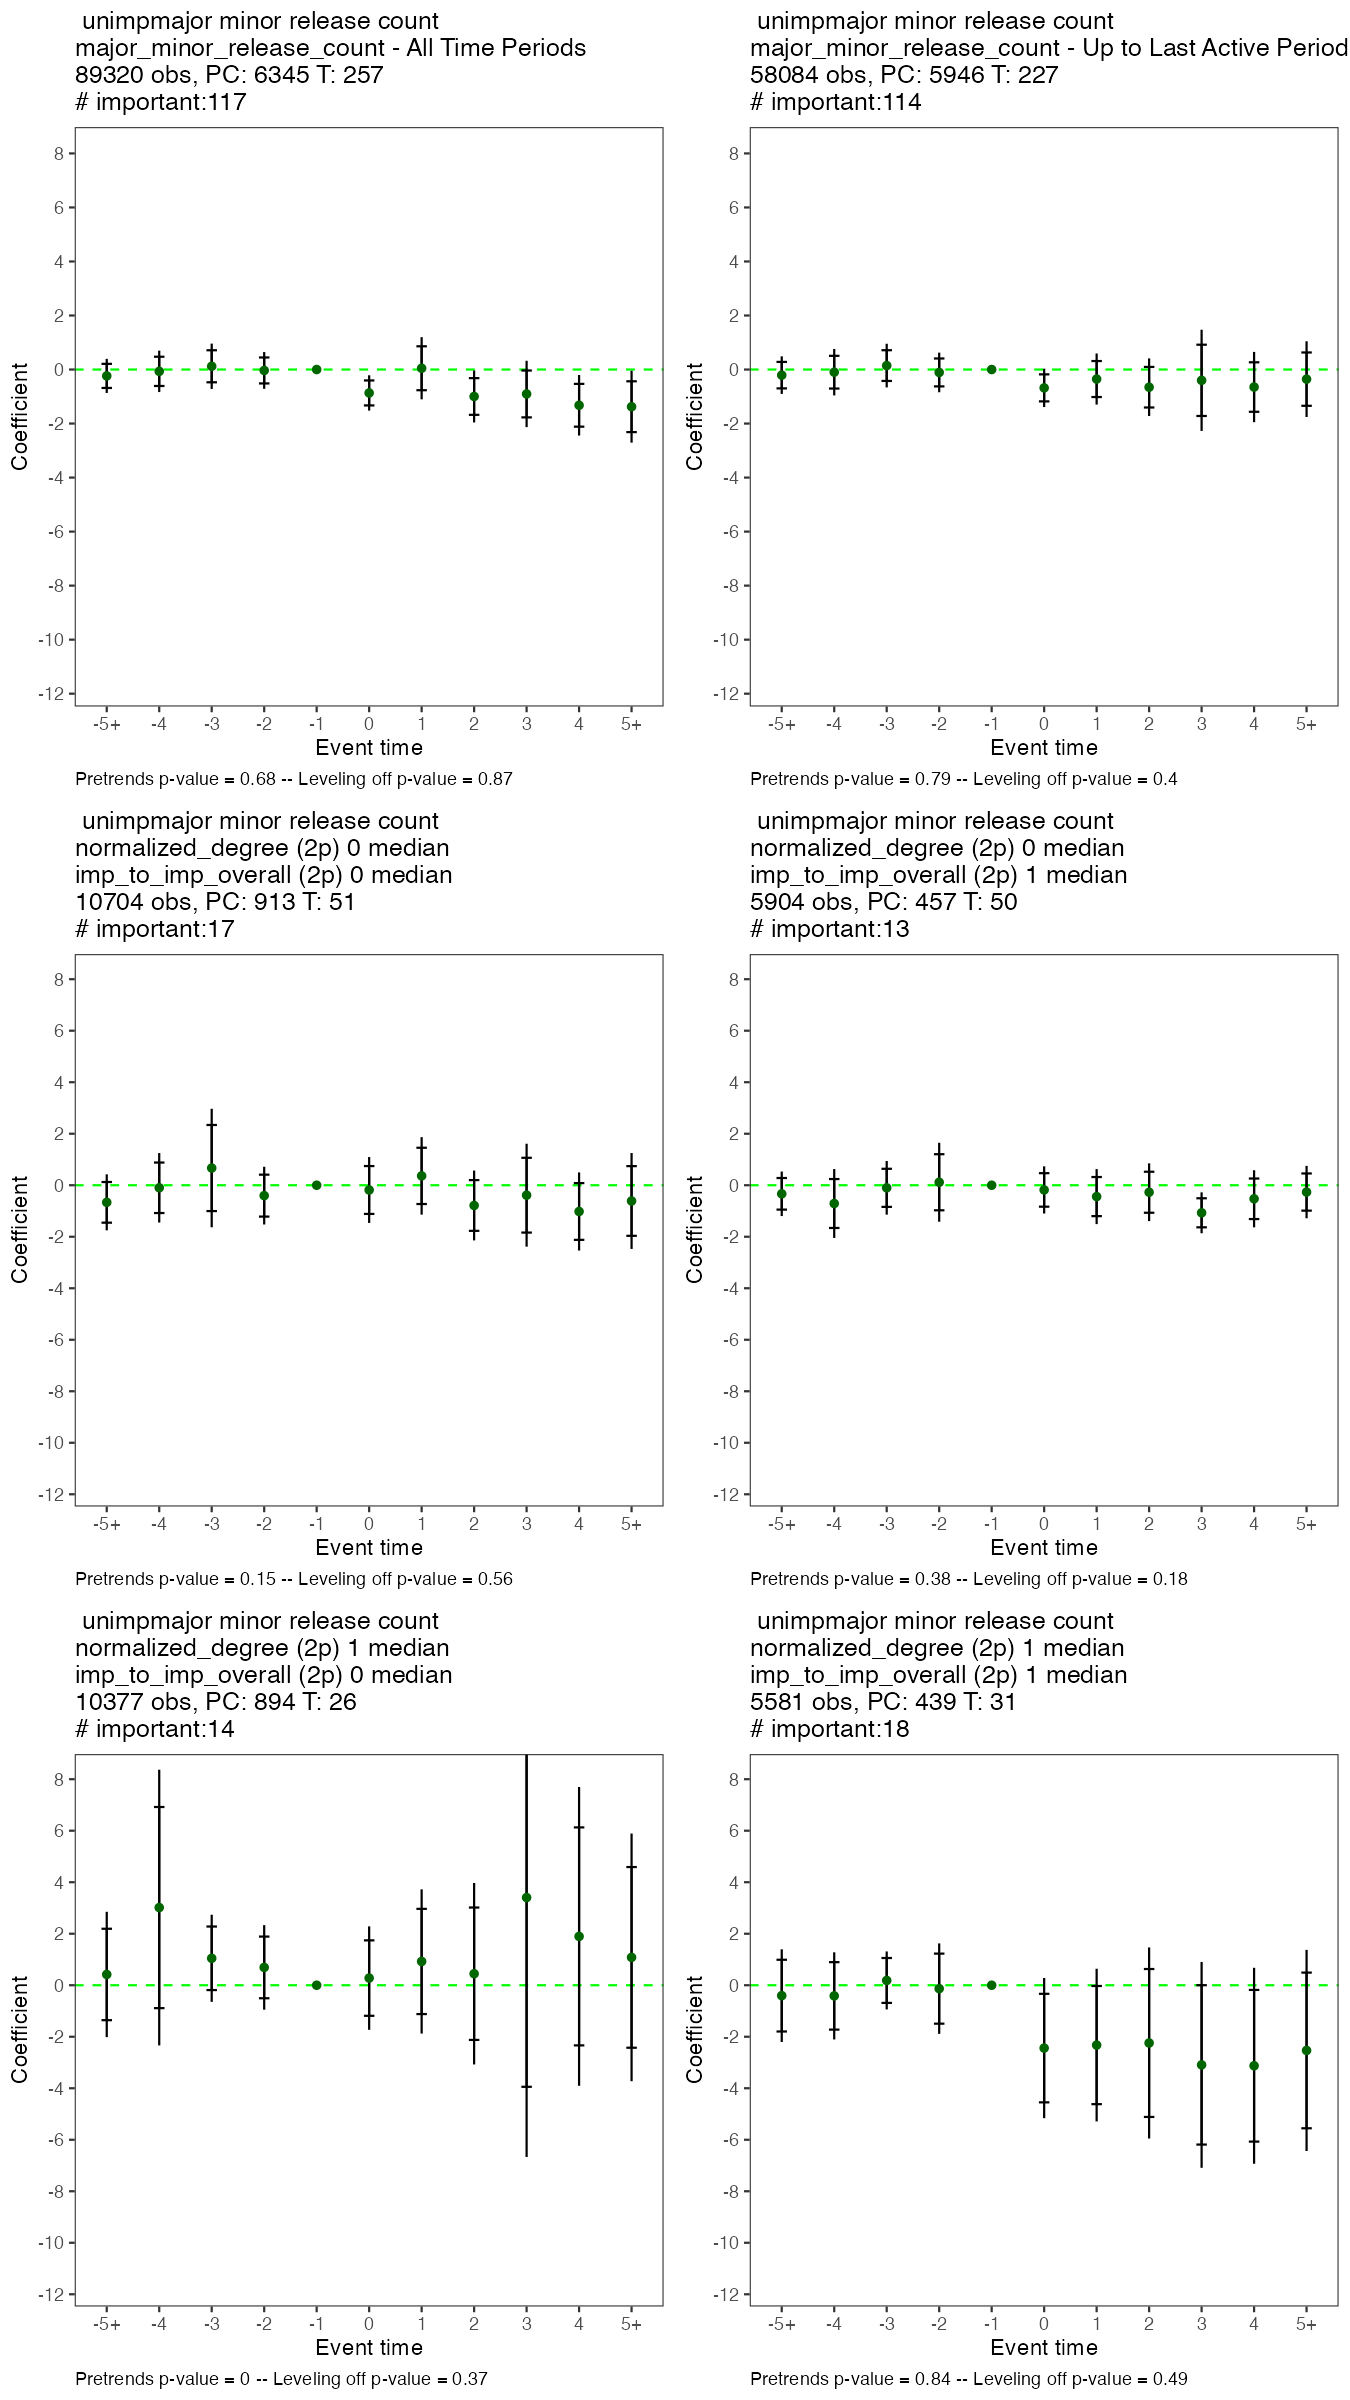 unimpmajor minor release count
major_minor_release_count - All Time Periods
89320 obs, PC: 6345 T: 257
# important:117
8
6
4
2
0
-2
-4
-6
-8
-10
-12
Coefficient
-5+ -4 -3 -2 -1 0 1 2 3 4 5+
Event time
Pretrends p-value = 0.68 -- Leveling off p-value = 0.87
unimpmajor minor release count
major_minor_release_count - Up to Last Active Period
58084 obs, PC: 5946 T: 227
# important:114
8
6
4
2
0
-2
-4
-6
-8
-10
-12
Coefficient
-5+ -4 -3 -2 -1 0 1 2 3 4 5+
Event time
Pretrends p-value = 0.79 -- Leveling off p-value = 0.4
unimpmajor minor release count
normalized_degree (2p) 0 median
imp_to_imp_overall (2p) 0 median
10704 obs, PC: 913 T: 51
# important:17
8
6
4
2
0
-2
-4
-6
-8
-10
-12
Coefficient
-5+ -4 -3 -2 -1 0 1 2 3 4 5+
Event time
Pretrends p-value = 0.15 -- Leveling off p-value = 0.56
unimpmajor minor release count
normalized_degree (2p) 0 median
imp_to_imp_overall (2p) 1 median
5904 obs, PC: 457 T: 50
# important:13
8
6
4
2
0
-2
-4
-6
-8
-10
-12
Coefficient
-5+ -4 -3 -2 -1 0 1 2 3 4 5+
Event time
Pretrends p-value = 0.38 -- Leveling off p-value = 0.18
unimpmajor minor release count
normalized_degree (2p) 1 median
imp_to_imp_overall (2p) 0 median
10377 obs, PC: 894 T: 26
# important:14
8
6
4
2
0
-2
-4
-6
-8
-10
-12
Coefficient
-5+ -4 -3 -2 -1 0 1 2 3 4 5+
Event time
Pretrends p-value = 0 -- Leveling off p-value = 0.37
unimpmajor minor release count
normalized_degree (2p) 1 median
imp_to_imp_overall (2p) 1 median
5581 obs, PC: 439 T: 31
# important:18
8
6
4
2
0
-2
-4
-6
-8
-10
-12
Coefficient
-5+ -4 -3 -2 -1 0 1 2 3 4 5+
Event time
Pretrends p-value = 0.84 -- Leveling off p-value = 0.49